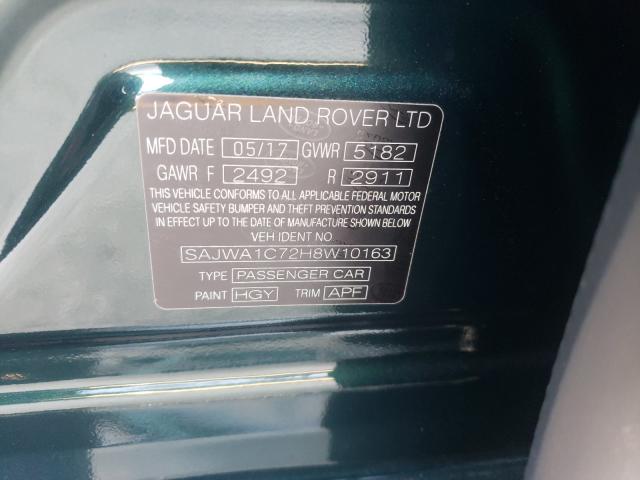 JAGUAR LAND ROVER LTD
MFD DATE 05/17 GWWR 5182
GAWR F 2492 R 2911
THIS VEHICLE CONFORMS TO ALL APPLICABLE FEDERAL MOTOR
VEHICLE SAFETY BUMPER AND THEFT PREVENTION STANDARDS
IN EFFECT UP TO THE DATE OF MANUFACTURE SHOWN BELOW
VEH IDENT NO
SAJWA1C72H8W10163
TYPE PASSENGER CAR
PAINT HGY TRIM APF